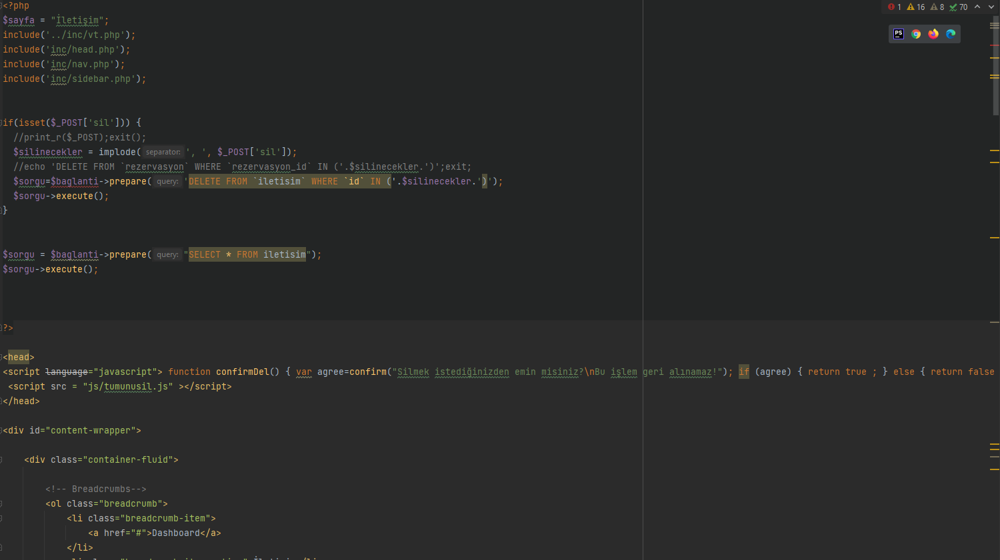 <?php
$sayfa = "İletişim";
include('../inc/vt.php');
include('inc/head.php');
include('inc/nav.php');
include('inc/sidebar.php');
if(isset($_POST['sil'])) {
//print_r($_POST);exit();
$silinecekler = implode( separator: ', ', $_POST['sil']);
//echo 'DELETE FROM `rezervasyon` WHERE `rezervasyon_id` IN ('.$silinecekler.')';exit;
$sorgu=$baglanti->prepare( query: 'DELETE FROM `iletisim` WHERE `id` IN ('.$silinecekler.')');
$sorgu->execute();
}
$sorgu = $baglanti->prepare( query: "SELECT * FROM iletisim");
$sorgu->execute();
?>
<head>
<script language="javascript"> function confirmDel() { var agree=confirm("Silmek istediğinizden emin misiniz?\nBu işlem geri alınamaz!"); if (agree) { return true ; } else { return false
<script src = "js/tumunusil.js" ></script>
</head>
<div id="content-wrapper">
<div class="container-fluid">
<!-- Breadcrumbs-->
<ol class="breadcrumb">
<li class="breadcrumb-item">
<a href="#">Dashboard</a>
</li>
1 16 8 70
PS